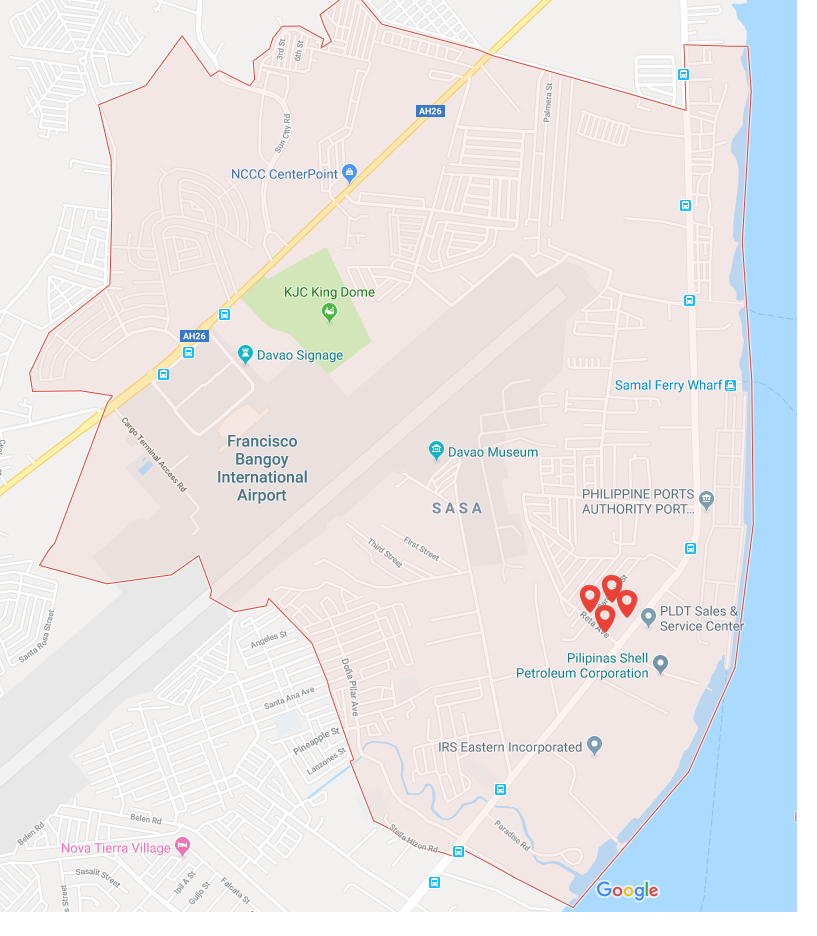 3rd St
6th St
Palmera St
AH26
Sun City Rd
NCCC CenterPoint
KJC King Dome
AH26
Davao Signage
Samal Ferry Wharf
Cargo Terminal Access Rd
Francisco
Bangoy
International
Airport
Davao Museum
SASA
PHILIPPINE PORTS
AUTHORITY PORT...
First Street
Third Street
Reta Ave
PLDT Sales &
Service Center
Santa Rosa Street
Angeles St
Pilipinas Shell
Petroleum Corporation
Doña Pilar Ave
Santa Ana Ave
Pineapple St
Lanzones St
IRS Eastern Incorporated
Belen Rd
Belen Rd
Stella Hizon Rd
Paradise Rd
Nova Tierra Village
Sasalit Street
Ipil A St
Guijo St
Falcata St
Street
Google